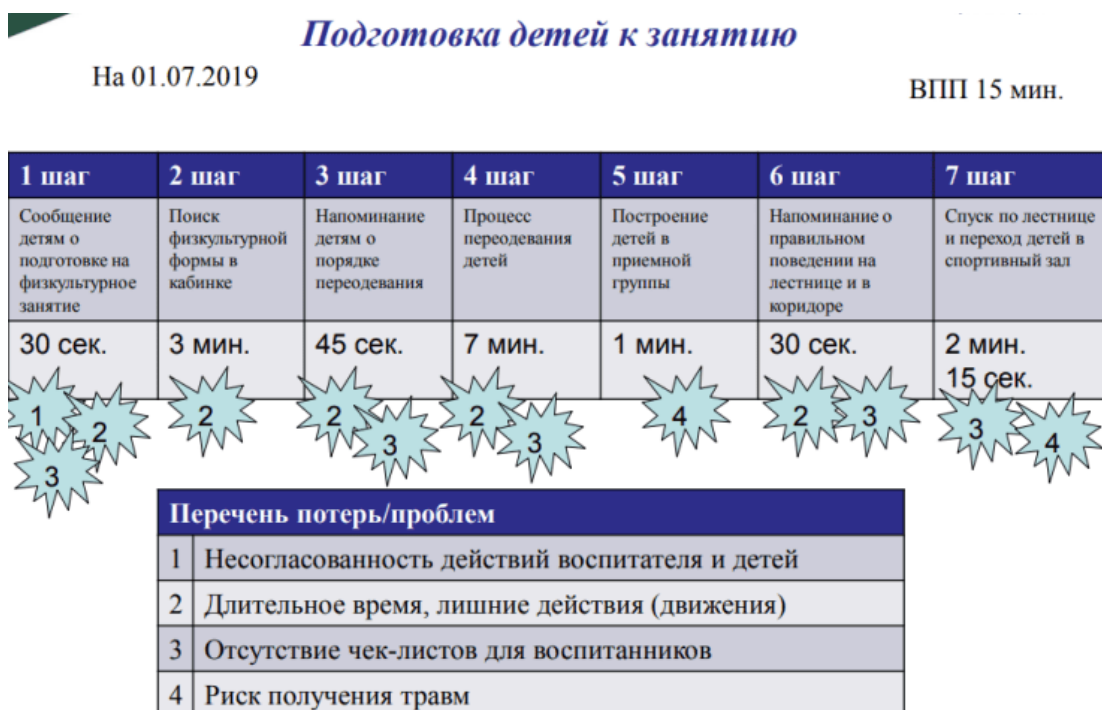 Подготовка детей к занятию
На 01.07.2019
ВПП 15 мин.
1 шаг 2 шаг 3 шаг 4 шаг 5 шаг 6 шаг 7 шаг
Сообщение детям о подготовке на физкультурное занятие
Поиск физкультурной формы в кабинке
Напоминание детям о порядке переодевания
Процесс переодевания детей
Построение детей в приемной группы
Напоминание о правильном поведении на лестнице и в коридоре
Спуск по лестнице и переход детей в спортивный зал
30 сек. 3 мин. 45 сек. 7 мин. 1 мин. 30 сек. 2 мин. 15 сек.
1 2 3 2 2 3 2 3 4 2 3 3 4
Перечень потерь/проблем
1 Несогласованность действий воспитателя и детей
2 Длительное время, лишние действия (движения)
3 Отсутствие чек-листов для воспитанников
4 Риск получения травм